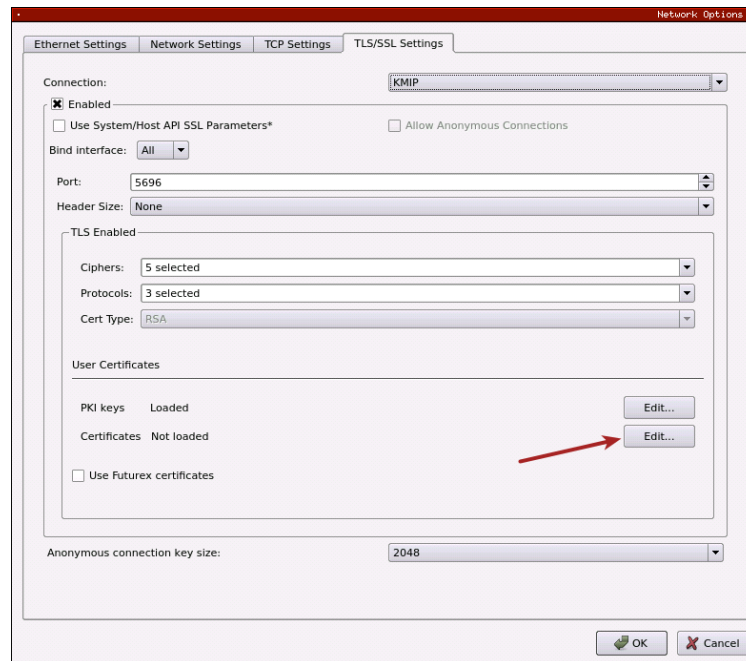 Network Options
Ethernet Settings Network Settings TCP Settings TLS/SSL Settings
Connection: KMIP
Enabled
Use System/Host API SSL Parameters* Allow Anonymous Connections
Bind interface: All
Port: 5696
Header Size: None
TLS Enabled
Ciphers: 5 selected
Protocols: 3 selected
Cert Type: RSA
User Certificates
PKI keys Loaded Edit...
Certificates Not loaded Edit...
Use Futurex certificates
Anonymous connection key size: 2048
OK Cancel